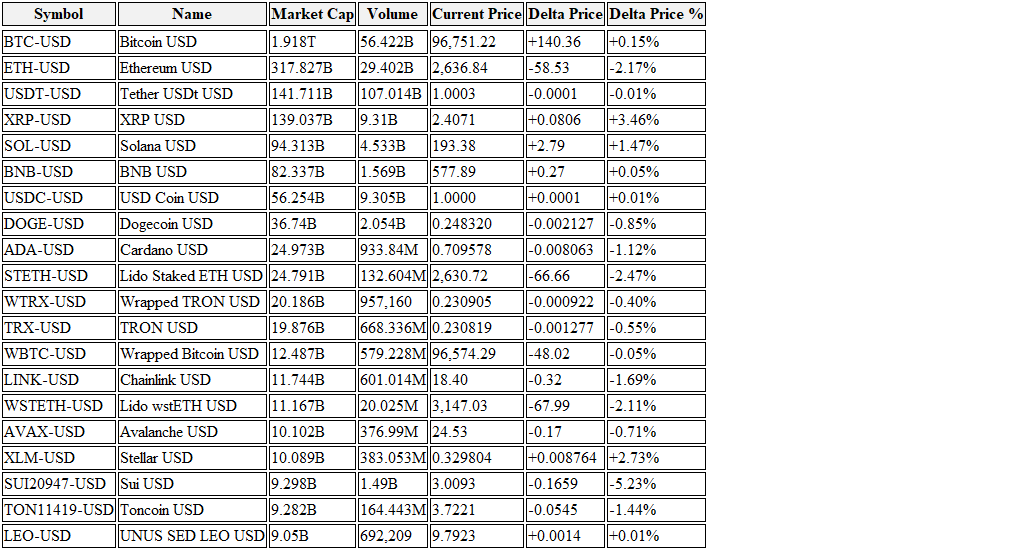 Symbol Name Market Cap Volume Current Price Delta Price Delta Price %
BTC-USD Bitcoin USD 1.918T 56.422B 96,751.22 +140.36 +0.15%
ETH-USD Ethereum USD 317.827B 29.402B 2,636.84 -58.53 -2.17%
USDT-USD Tether USDt USD 141.711B 107.014B 1.0003 -0.0001 -0.01%
XRP-USD XRP USD 139.037B 9.31B 2.4071 +0.0806 +3.46%
SOL-USD Solana USD 94.313B 4.533B 193.38 +2.79 +1.47%
BNB-USD BNB USD 82.337B 1.569B 577.89 +0.27 +0.05%
USDC-USD USD Coin USD 56.254B 9.305B 1.0000 +0.0001 +0.01%
DOGE-USD Dogecoin USD 36.74B 2.054B 0.248320 -0.002127 -0.85%
ADA-USD Cardano USD 24.973B 933.84M 0.709578 -0.008063 -1.12%
STETH-USD Lido Staked ETH USD 24.791B 132.604M 2,630.72 -66.66 -2.47%
WTRX-USD Wrapped TRON USD 20.186B 957,160 0.230905 -0.000922 -0.40%
TRX-USD TRON USD 19.876B 668.336M 0.230819 -0.001277 -0.55%
WBTC-USD Wrapped Bitcoin USD 12.487B 579.228M 96,574.29 -48.02 -0.05%
LINK-USD Chainlink USD 11.744B 601.014M 18.40 -0.32 -1.69%
WSTETH-USD Lido wstETH USD 11.167B 20.025M 3,147.03 -67.99 -2.11%
AVAX-USD Avalanche USD 10.102B 376.99M 24.53 -0.17 -0.71%
XLM-USD Stellar USD 10.089B 383.053M 0.329804 +0.008764 +2.73%
SUI20947-USD Sui USD 9.298B 1.49B 3.0093 -0.1659 -5.23%
TON11419-USD Toncoin USD 9.282B 164.443M 3.7221 -0.0545 -1.44%
LEO-USD UNUS SED LEO USD 9.05B 692,209 9.7923 +0.0014 +0.01%